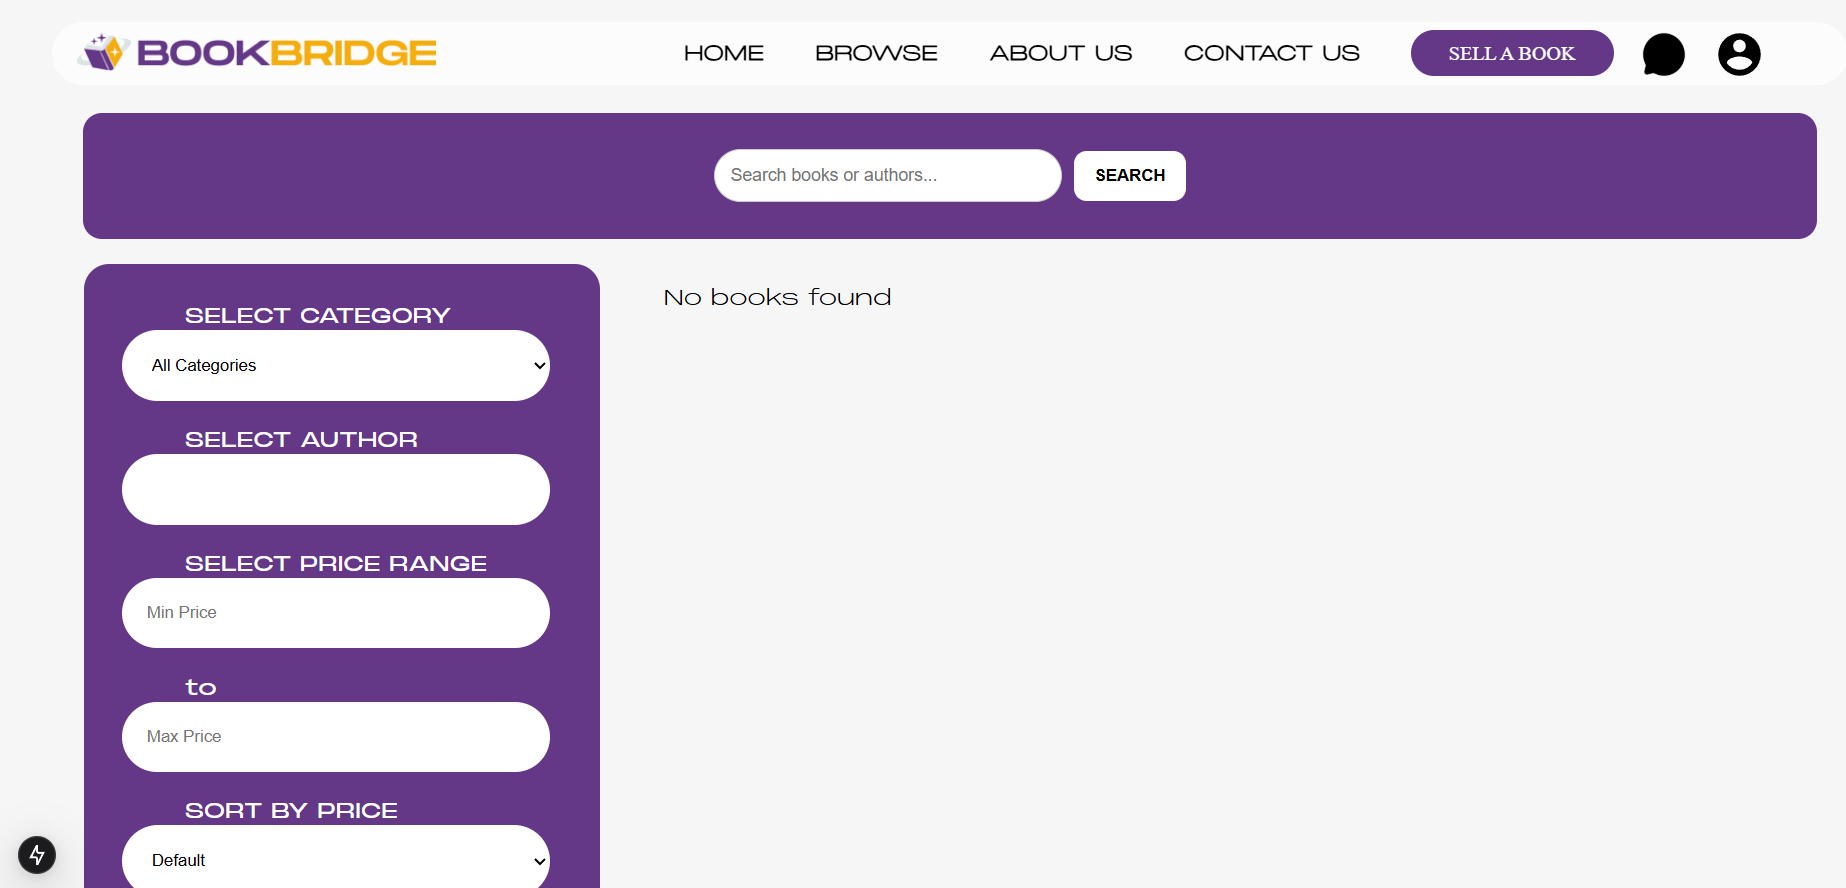 BOOKBRIDGE
HOME BROWSE ABOUT US CONTACT US SELL A BOOK
Search books or authors... SEARCH
No books found
SELECT CATEGORY
All Categories
SELECT AUTHOR
SELECT PRICE RANGE
Min Price
to
Max Price
SORT BY PRICE
Default